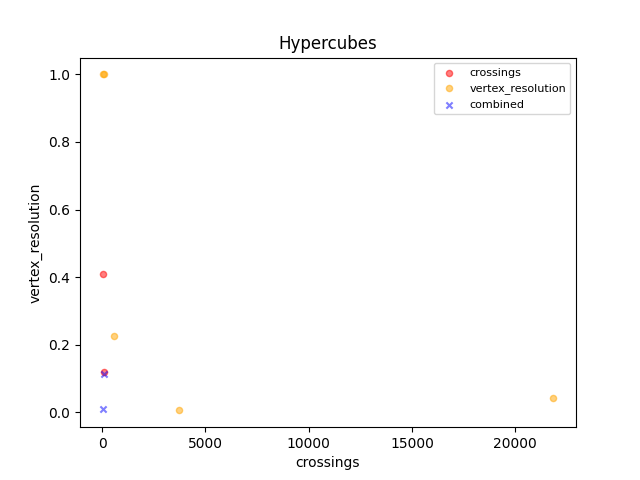 Hypercubes
crossings
vertex_resolution
combined
vertex_resolution
1.0
0.8
0.6
0.4
0.2
0.0
0 5000 10000 15000 20000
crossings